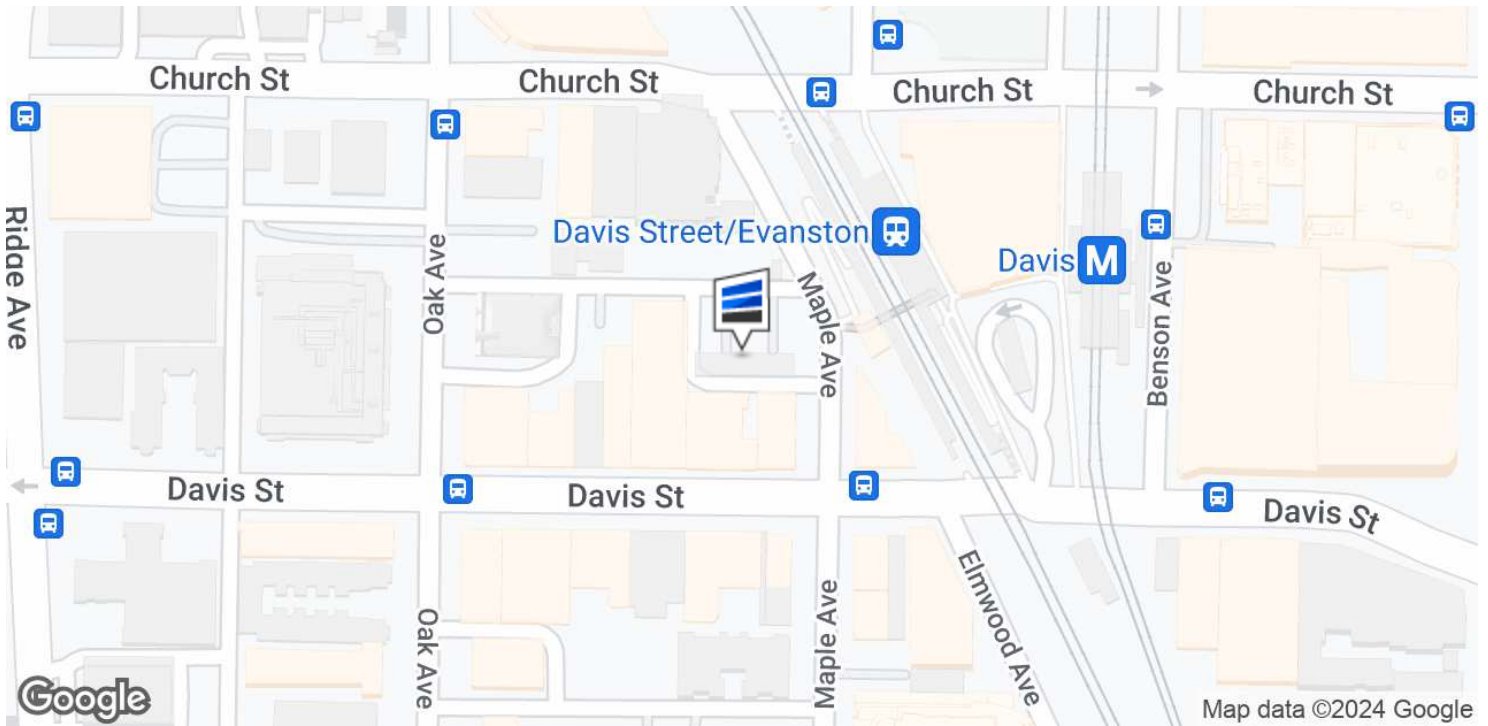 Church St
Church St
Church St
Church St
Ridge Ave
Oak Ave
Davis Street/Evanston
Maple Ave
Davis M
Benson Ave
Davis St
Davis St
Davis St
Oak Ave
Maple Ave
Elmwood Ave
Google
Map data ©2024 Google